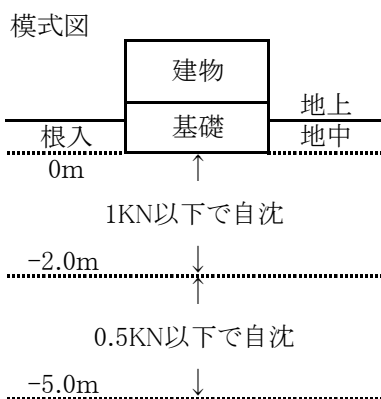 模式図
建物
地上
根入
基礎
地中
0m
1KN以下で自沈
-2.0m
0.5KN以下で自沈
-5.0m